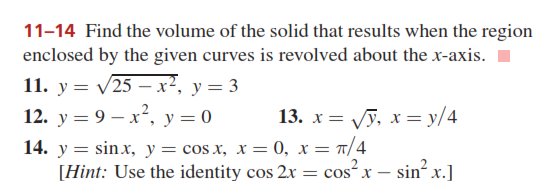 11–14 Find the volume of the solid that results when the region
enclosed by the given curves is revolved about the x-axis.
11. y = √25 − x², y = 3
12. y = 9 − x², y = 0 13. x = √y, x = y/4
14. y = sin x, y = cos x, x = 0, x = π/4
[Hint: Use the identity cos 2x = cos² x − sin² x.]